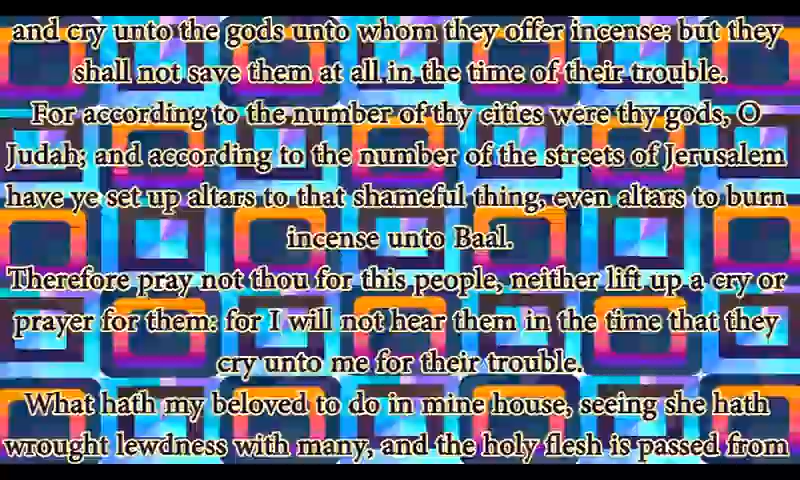 and cry unto the gods unto whom they offer incense: but they
shall not save them at all in the time of their trouble.
For according to the number of thy cities were thy gods, O
Judah; and according to the number of the streets of Jerusalem
have ye set up altars to that shameful thing, even altars to burn
incense unto Baal.
Therefore pray not thou for this people, neither lift up a cry or
prayer for them: for I will not hear them in the time that they
cry unto me for their trouble.
What hath my beloved to do in mine house, seeing she hath
wrought lewdness with many, and the holy flesh is passed from